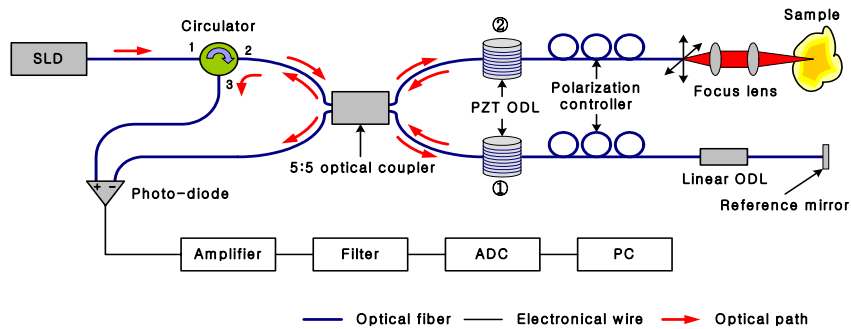 Circulator
SLD
1
2
3
②
PZT ODL
①
Polarization
controller
Focus lens
Sample
5:5 optical coupler
Linear ODL
Reference mirror
+ −
Photo-diode
Amplifier
Filter
ADC
PC
Optical fiber
Electronical wire
Optical path